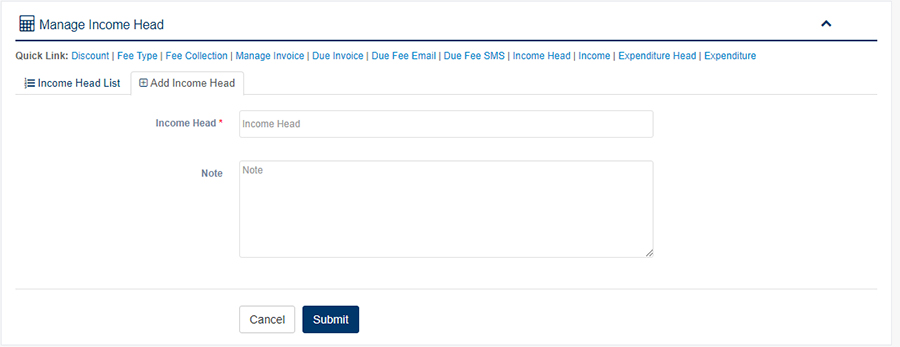 Manage Income Head
Quick Link: Discount | Fee Type | Fee Collection | Manage Invoice | Due Invoice | Due Fee Email | Due Fee SMS | Income Head | Income | Expenditure Head | Expenditure
Income Head List Add Income Head
Income Head * Income Head
Note Note
Cancel Submit